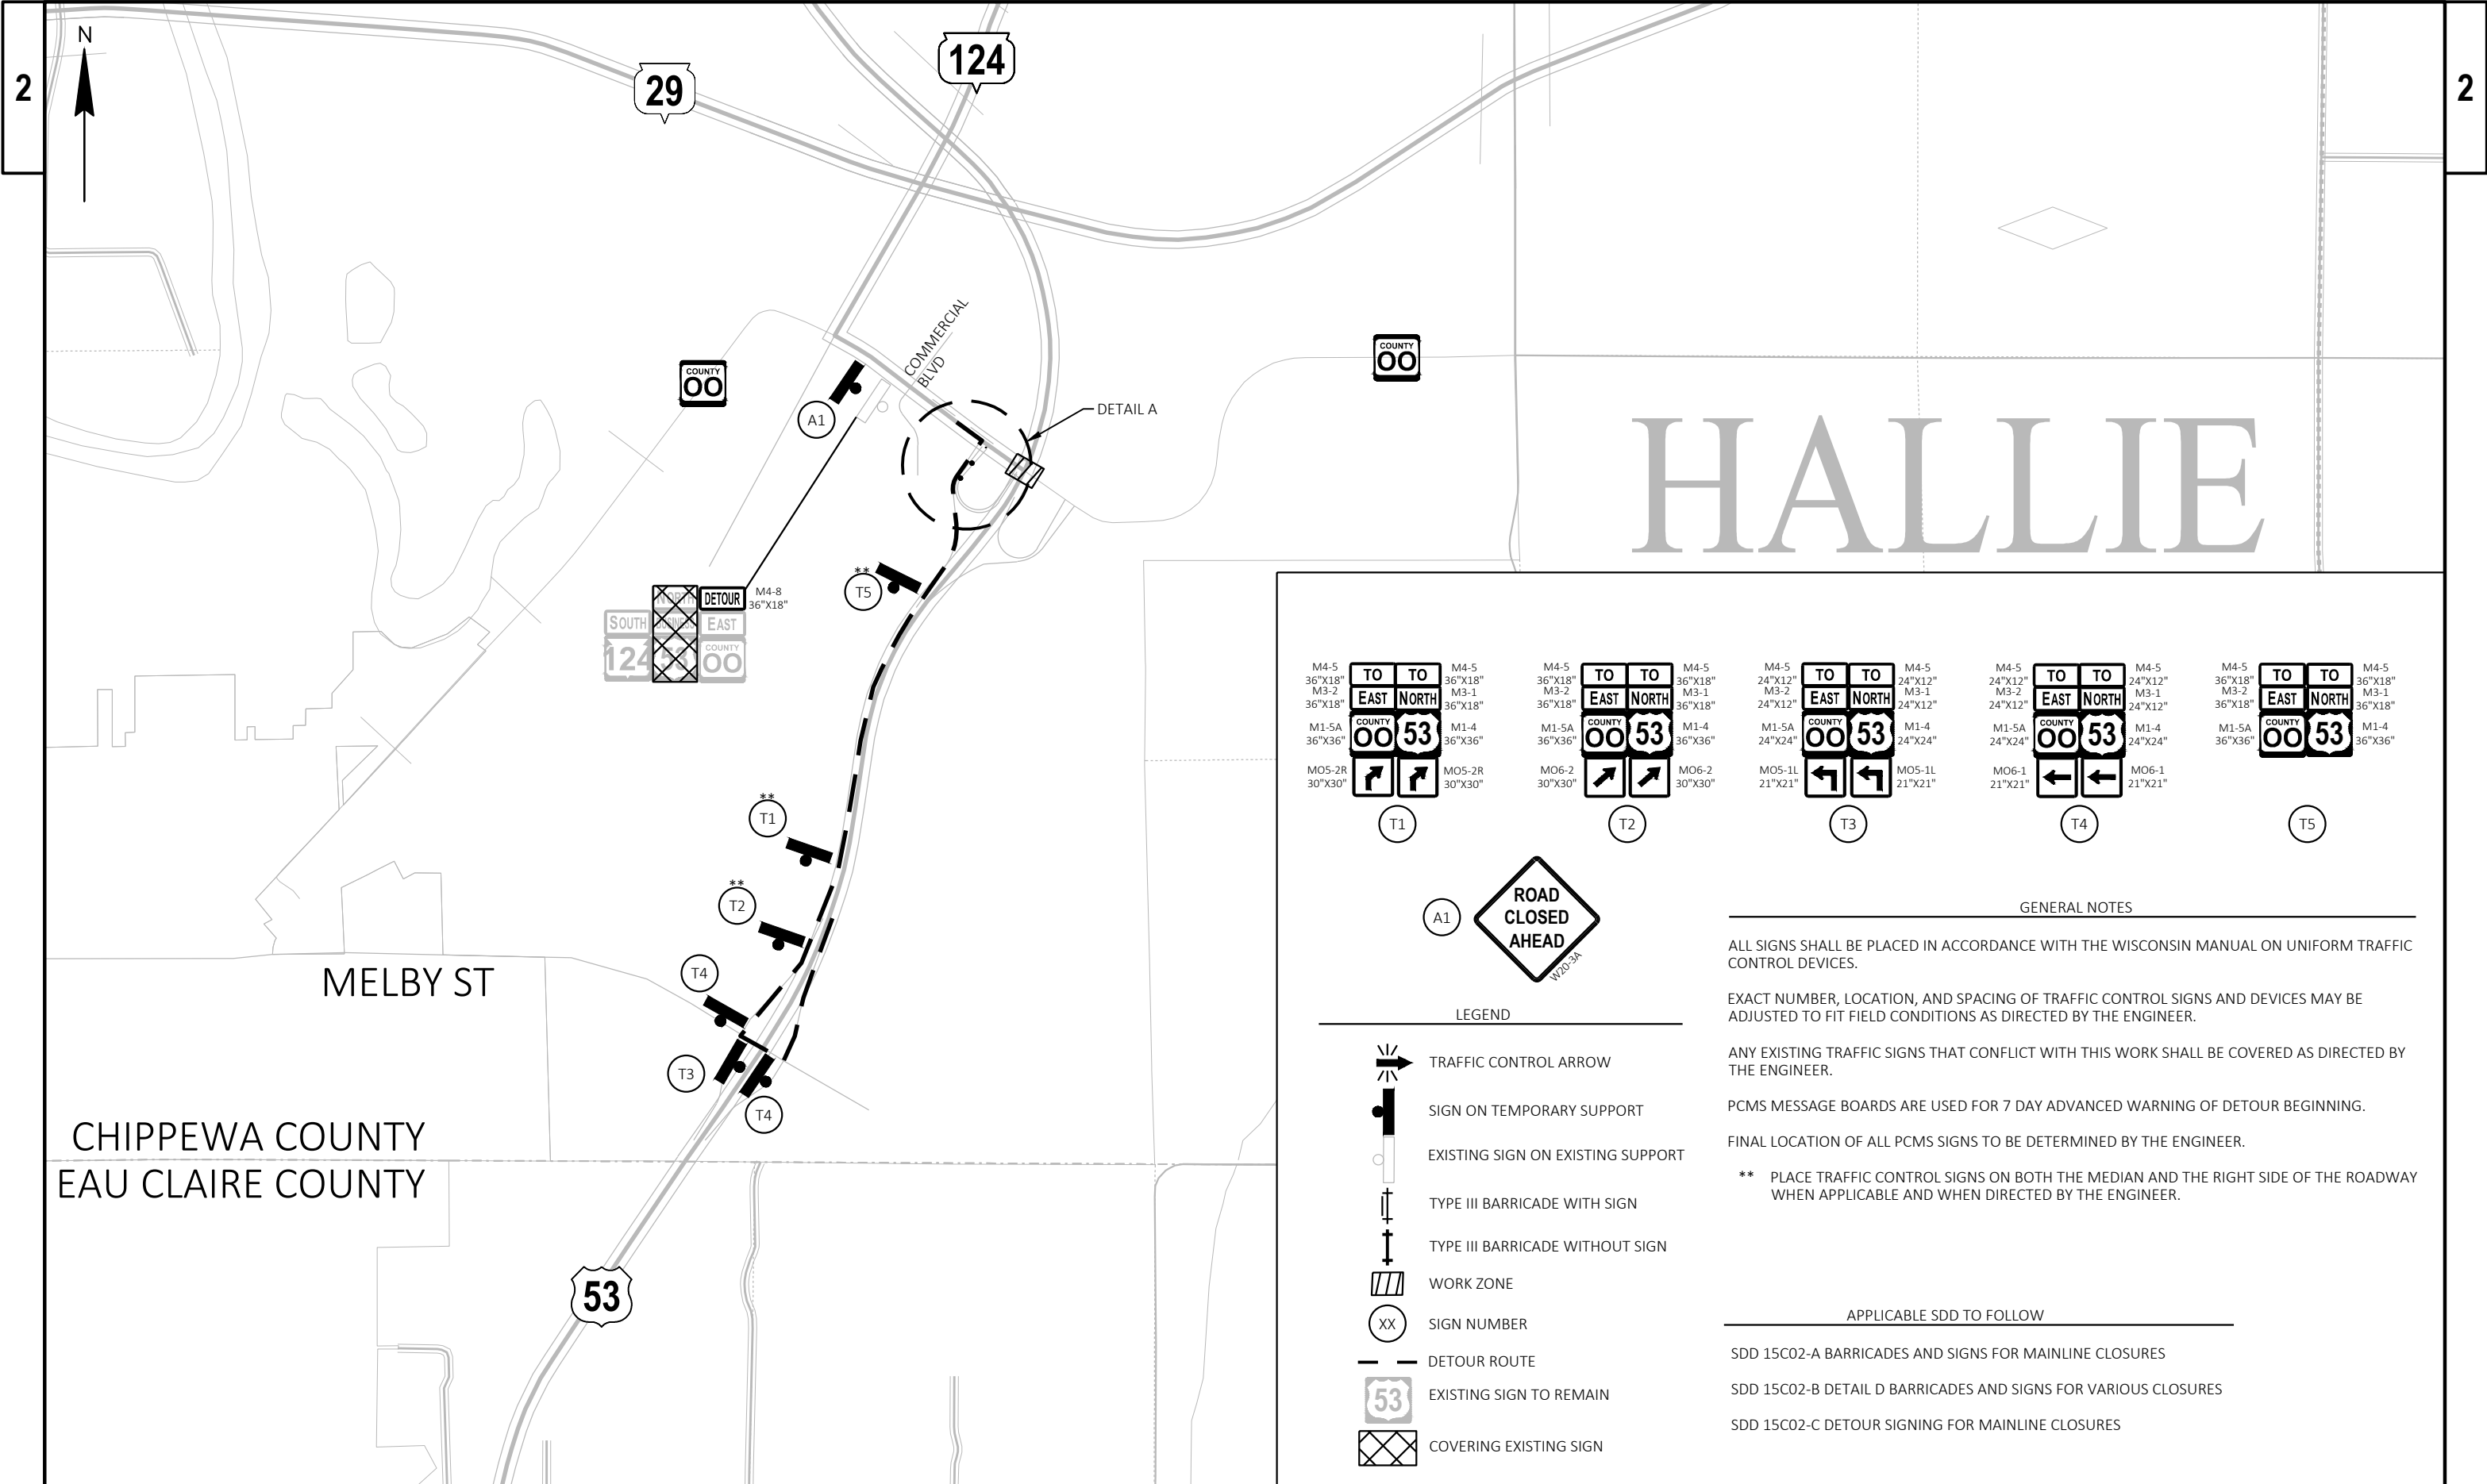 2
N
29
124
2
COUNTY
OO
COUNTY
OO
COMMERCIAL
BLVD
A1
DETAIL A
HALLIE
**
T5
NORTH
DETOUR
M4-8
36"X18"
SOUTH
BUSINESS
EAST
124
53
COUNTY
OO
**
T1
**
T2
T4
T3
T4
MELBY ST
CHIPPEWA COUNTY
EAU CLAIRE COUNTY
53
M4-5
36"X18"
M3-2
36"X18"
M1-5A
36"X36"
MO5-2R
30"X30"
TO TO
EAST NORTH
COUNTY
OO 53
M4-5
36"X18"
M3-1
36"X18"
M1-4
36"X36"
MO5-2R
30"X30"
T1
M4-5
36"X18"
M3-2
36"X18"
M1-5A
36"X36"
MO6-2
30"X30"
TO TO
EAST NORTH
COUNTY
OO 53
M4-5
36"X18"
M3-1
36"X18"
M1-4
36"X36"
MO6-2
30"X30"
T2
M4-5
24"X12"
M3-2
24"X12"
M1-5A
24"X24"
MO5-1L
21"X21"
TO TO
EAST NORTH
COUNTY
OO 53
M4-5
24"X12"
M3-1
24"X12"
M1-4
24"X24"
MO5-1L
21"X21"
T3
M4-5
24"X12"
M3-2
24"X12"
M1-5A
24"X24"
MO6-1
21"X21"
TO TO
EAST NORTH
COUNTY
OO 53
M4-5
24"X12"
M3-1
24"X12"
M1-4
24"X24"
MO6-1
21"X21"
T4
M4-5
36"X18"
M3-2
36"X18"
M1-5A
36"X36"
TO TO
EAST NORTH
COUNTY
OO 53
M4-5
36"X18"
M3-1
36"X18"
M1-4
36"X36"
T5
A1
ROAD
CLOSED
AHEAD
W20-3A
LEGEND
TRAFFIC CONTROL ARROW
SIGN ON TEMPORARY SUPPORT
EXISTING SIGN ON EXISTING SUPPORT
TYPE III BARRICADE WITH SIGN
TYPE III BARRICADE WITHOUT SIGN
WORK ZONE
XX SIGN NUMBER
DETOUR ROUTE
53 EXISTING SIGN TO REMAIN
COVERING EXISTING SIGN
GENERAL NOTES
ALL SIGNS SHALL BE PLACED IN ACCORDANCE WITH THE WISCONSIN MANUAL ON UNIFORM TRAFFIC
CONTROL DEVICES.
EXACT NUMBER, LOCATION, AND SPACING OF TRAFFIC CONTROL SIGNS AND DEVICES MAY BE
ADJUSTED TO FIT FIELD CONDITIONS AS DIRECTED BY THE ENGINEER.
ANY EXISTING TRAFFIC SIGNS THAT CONFLICT WITH THIS WORK SHALL BE COVERED AS DIRECTED BY
THE ENGINEER.
PCMS MESSAGE BOARDS ARE USED FOR 7 DAY ADVANCED WARNING OF DETOUR BEGINNING.
FINAL LOCATION OF ALL PCMS SIGNS TO BE DETERMINED BY THE ENGINEER.
** PLACE TRAFFIC CONTROL SIGNS ON BOTH THE MEDIAN AND THE RIGHT SIDE OF THE ROADWAY
WHEN APPLICABLE AND WHEN DIRECTED BY THE ENGINEER.
APPLICABLE SDD TO FOLLOW
SDD 15C02-A BARRICADES AND SIGNS FOR MAINLINE CLOSURES
SDD 15C02-B DETAIL D BARRICADES AND SIGNS FOR VARIOUS CLOSURES
SDD 15C02-C DETOUR SIGNING FOR MAINLINE CLOSURES